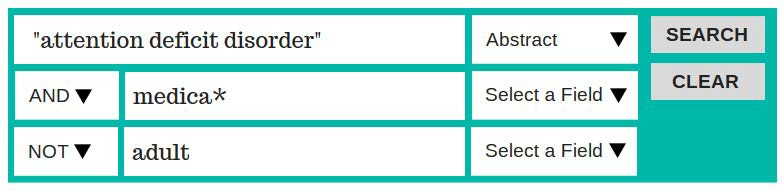 "attention deficit disorder" Abstract ▼ SEARCH
CLEAR
AND ▼ medica* Select a Field ▼
NOT ▼ adult Select a Field ▼